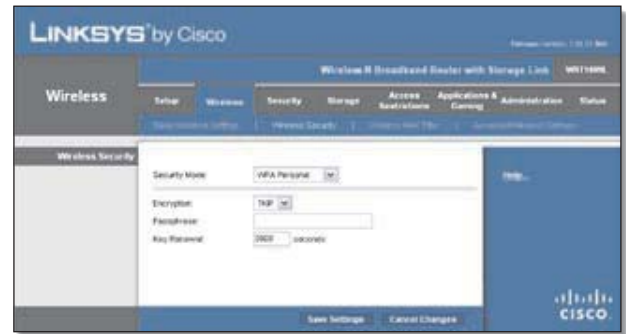 LINKSYS by Cisco
Wireless-N Broadband Router with Storage Link
Wireless
Setup Wireless Security Storage Access Restrictions Applications & Gaming Administration Status
Wireless Security
Wireless Security
Security Mode: WPA Personal
Encryption: TKIP
Passphrase:
Key Renewal: 3600 seconds
Help...
Save Settings Cancel Changes
CISCO